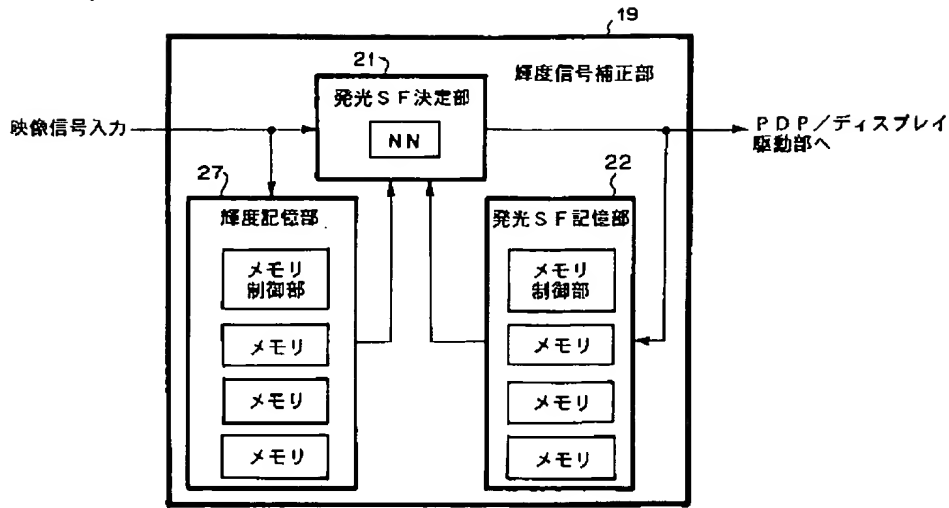 19
輝度信号補正部
21
発光SF決定部
NN
映像信号入力
PDP/ディスプレイ
駆動部へ
27
輝度記憶部
メモリ
制御部
メモリ
メモリ
メモリ
22
発光SF記憶部
メモリ
制御部
メモリ
メモリ
メモリ